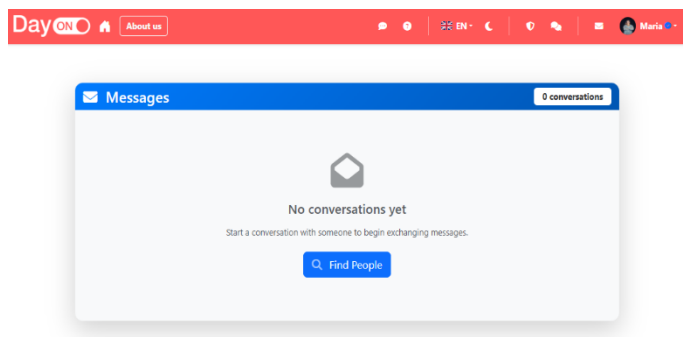 Day ON About us EN Maria
Messages 0 conversations
No conversations yet
Start a conversation with someone to begin exchanging messages.
Find People